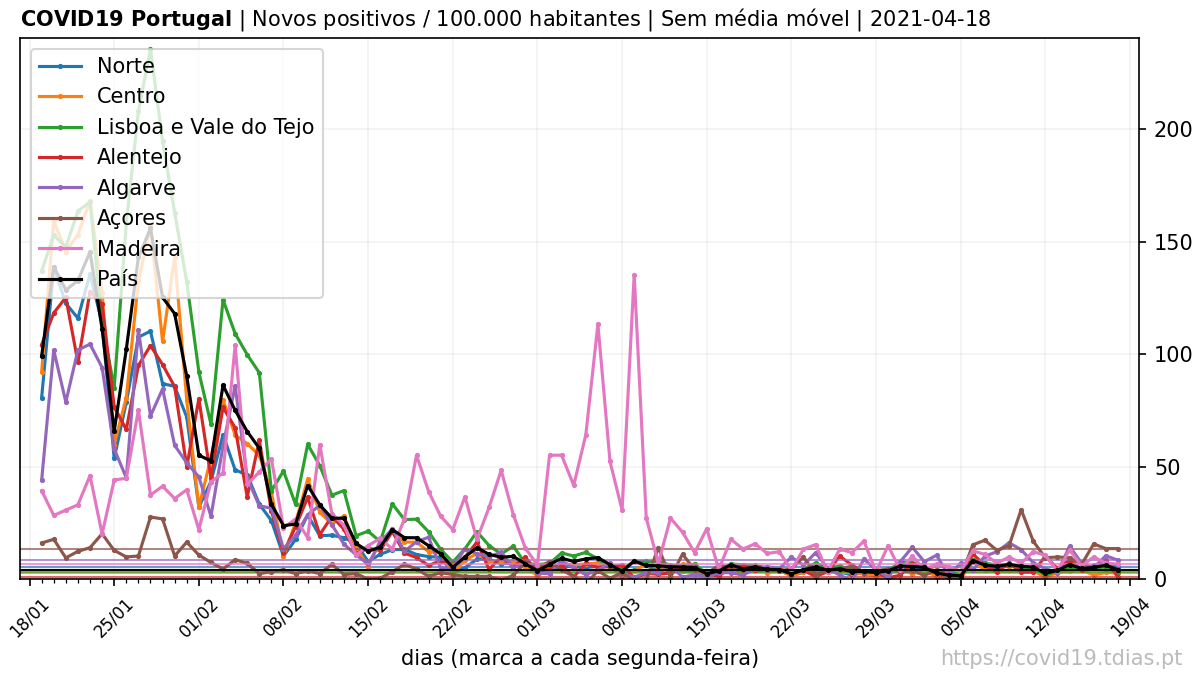 COVID19 Portugal | Novos positivos / 100.000 habitantes | Sem média móvel | 2021-04-18
Norte
Centro
Lisboa e Vale do Tejo
Alentejo
Algarve
Açores
Madeira
País
200
150
100
50
0
18/01
25/01
01/02
08/02
15/02
22/02
01/03
08/03
15/03
22/03
29/03
05/04
12/04
19/04
dias (marca a cada segunda-feira)
https://covid19.tdias.pt